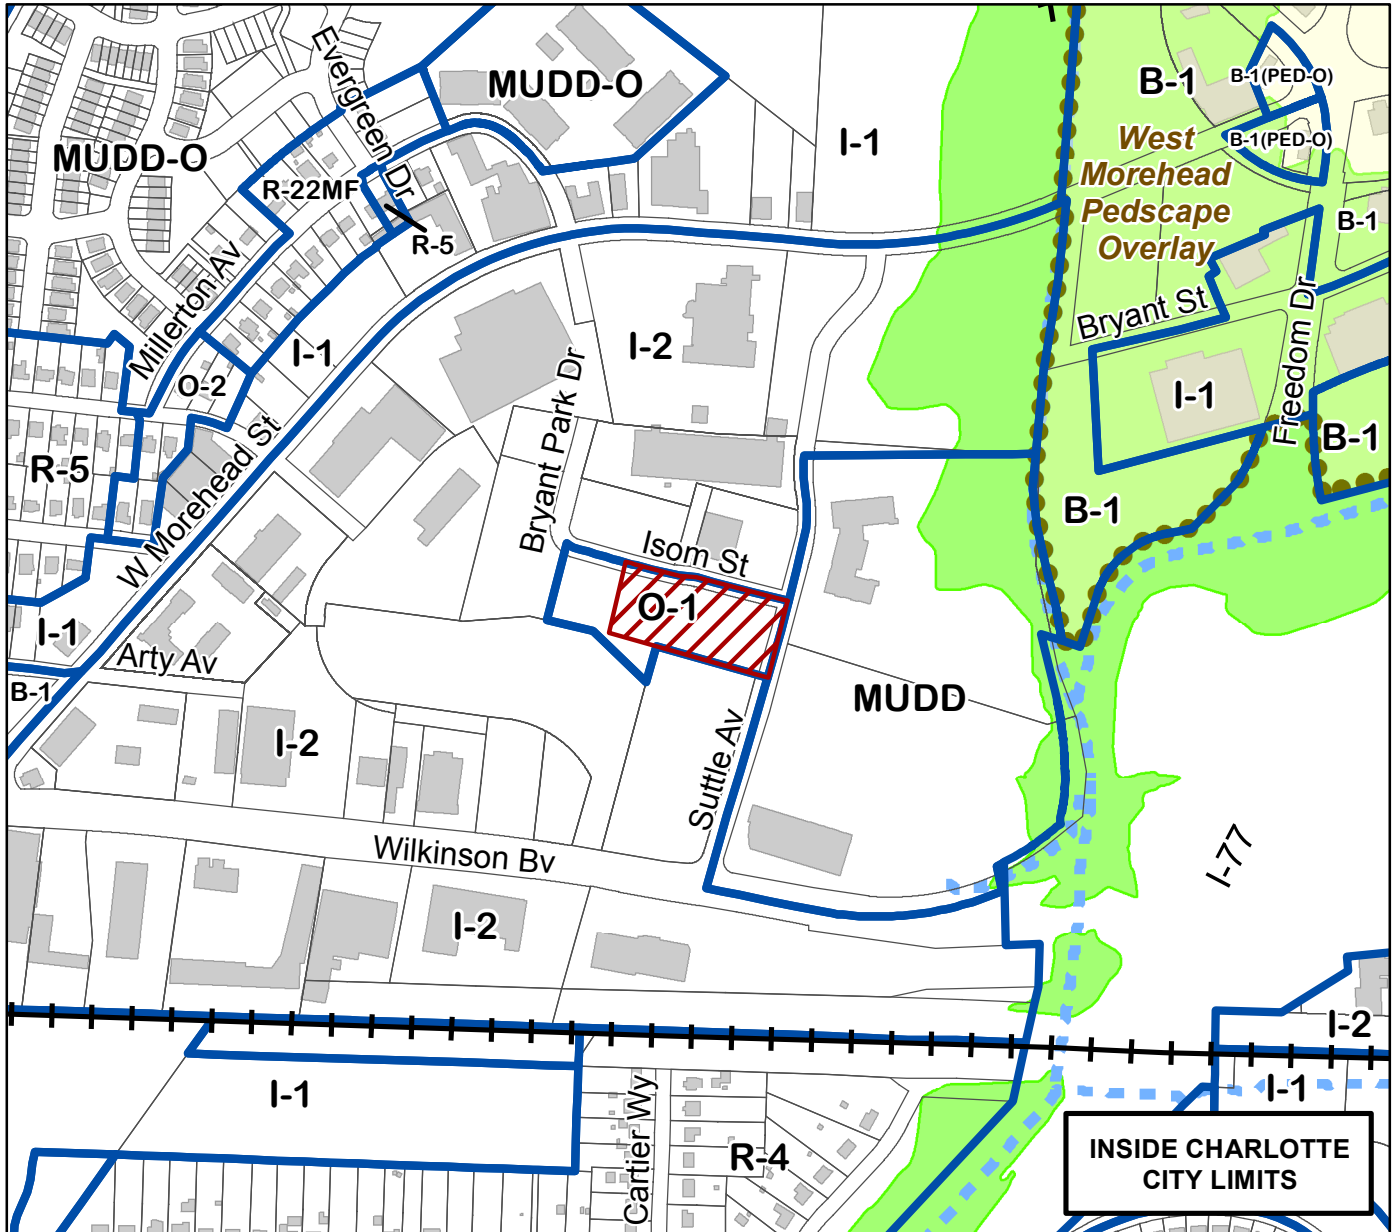 Evergreen Dr
MUDD-O
B-1
B-1(PED-O)
B-1(PED-O)
I-1
MUDD-O
West
Morehead
Pedscape
Overlay
R-22MF
R-5
B-1
Millerton Av
Bryant St
Freedom Dr
I-1
I-2
O-2
Bryant Park Dr
I-1
B-1
R-5
W Morehead St
B-1
Isom St
O-1
I-1
Arty Av
B-1
MUDD
I-2
Suttle Av
Wilkinson Bv
I-77
I-2
I-2
I-1
I-1
Cartier Wy
R-4
INSIDE CHARLOTTE
CITY LIMITS